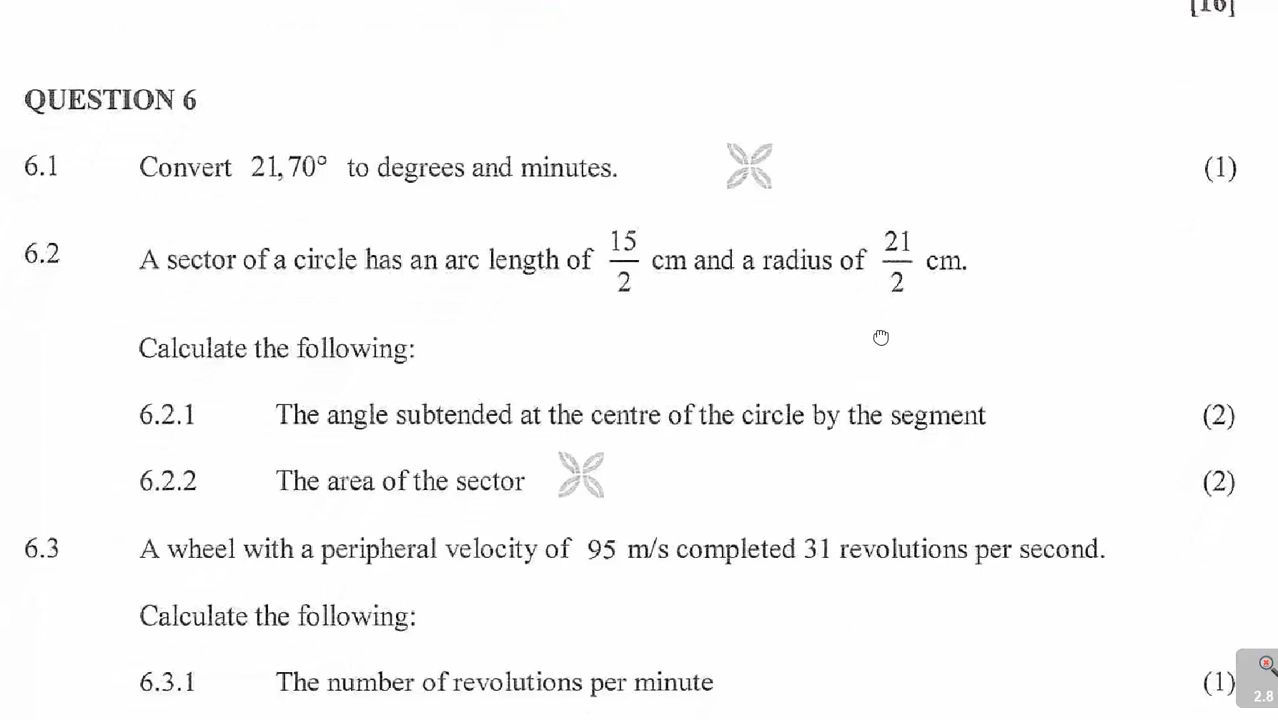 [16]
QUESTION 6
6.1 Convert 21,70° to degrees and minutes. (1)
6.2 A sector of a circle has an arc length of 15/2 cm and a radius of 21/2 cm.
Calculate the following:
6.2.1 The angle subtended at the centre of the circle by the segment (2)
6.2.2 The area of the sector (2)
6.3 A wheel with a peripheral velocity of 95 m/s completed 31 revolutions per second.
Calculate the following:
6.3.1 The number of revolutions per minute (1)
2.8